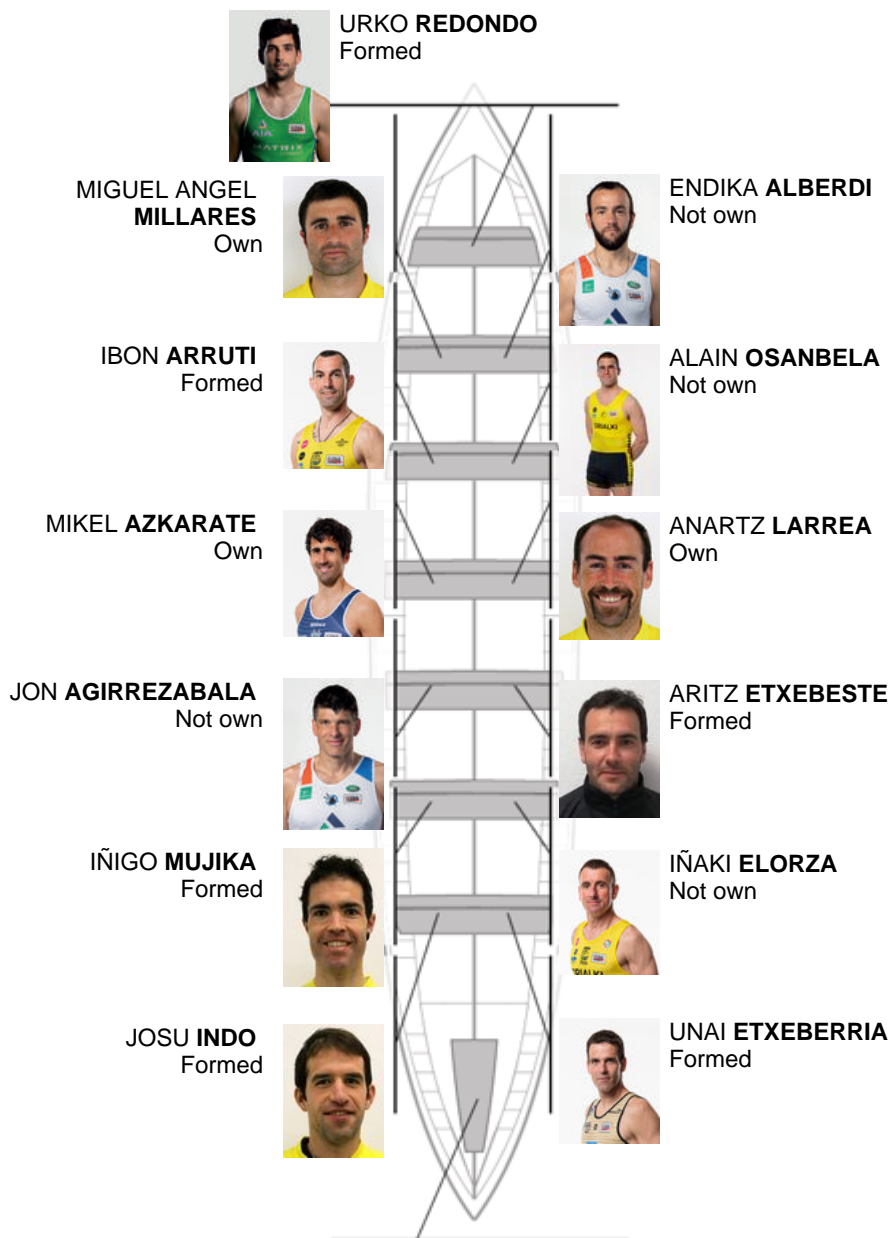 URKO REDONDO
Formed
MIGUEL ANGEL
MILLARES
Own
ENDIKA ALBERDI
Not own
IBON ARRUTI
Formed
ALAIN OSANBELA
Not own
MIKEL AZKARATE
Own
ANARTZ LARREA
Own
JON AGIRREZABALA
Not own
ARITZ ETXEBESTE
Formed
IÑIGO MUJIKA
Formed
IÑAKI ELORZA
Not own
JOSU INDO
Formed
UNAI ETXEBERRIA
Formed
MATRIX